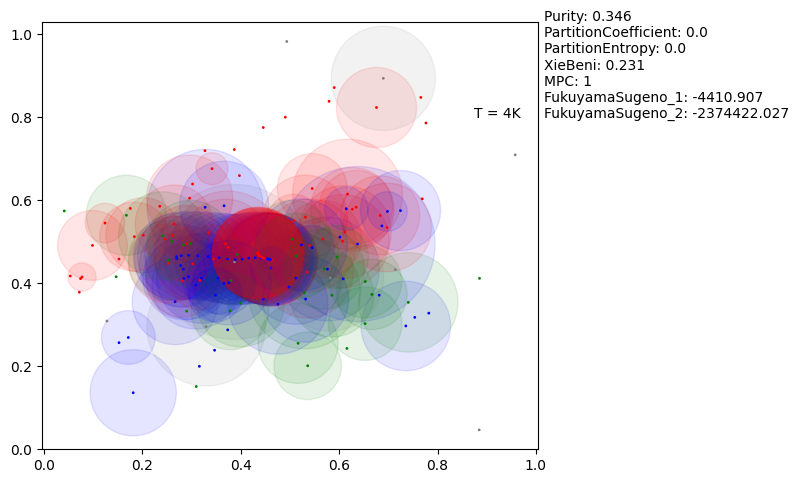 Purity: 0.346
PartitionCoefficient: 0.0
PartitionEntropy: 0.0
XieBeni: 0.231
MPC: 1
FukuyamaSugeno_1: -4410.907
FukuyamaSugeno_2: -2374422.027
T = 4K
1.0
0.8
0.6
0.4
0.2
0.0
0.0 0.2 0.4 0.6 0.8 1.0